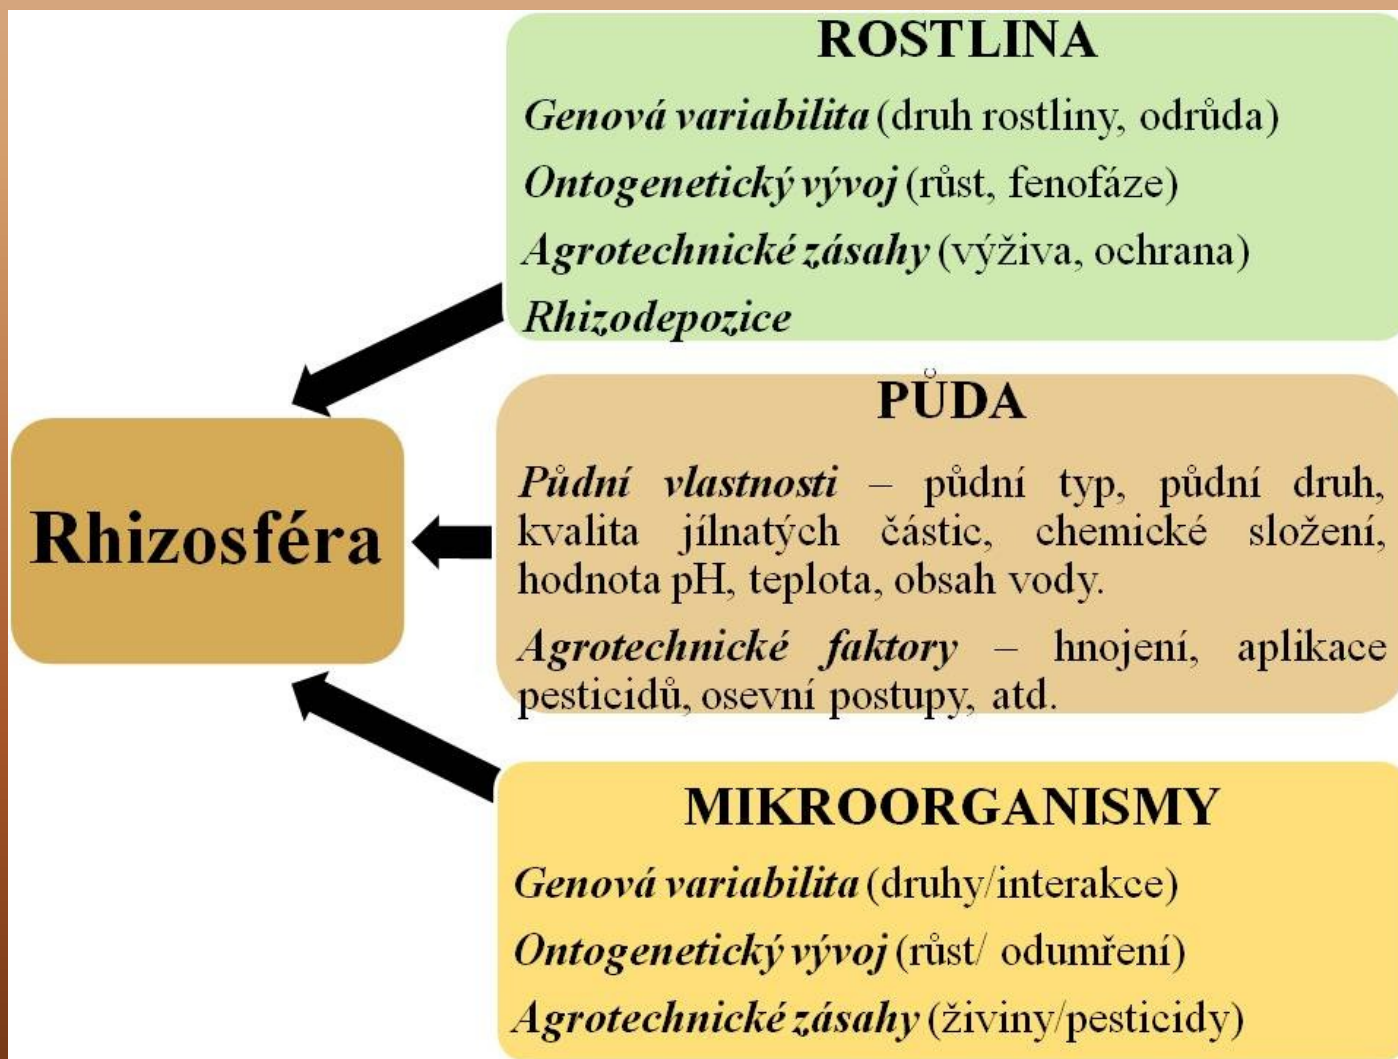 ROSTLINA
Genová variabilita (druh rostliny, odrůda)
Ontogenetický vývoj (růst, fenofáze)
Agrotechnické zásahy (výživa, ochrana)
Rhizodepozice
Rhizosféra
PŮDA
Půdní vlastnosti – půdní typ, půdní druh,
kvalita jílnatých částic, chemické složení,
hodnota pH, teplota, obsah vody.
Agrotechnické faktory – hnojení, aplikace
pesticidů, osevní postupy, atd.
MIKROORGANISMY
Genová variabilita (druhy/interakce)
Ontogenetický vývoj (růst/ odumření)
Agrotechnické zásahy (živiny/pesticidy)